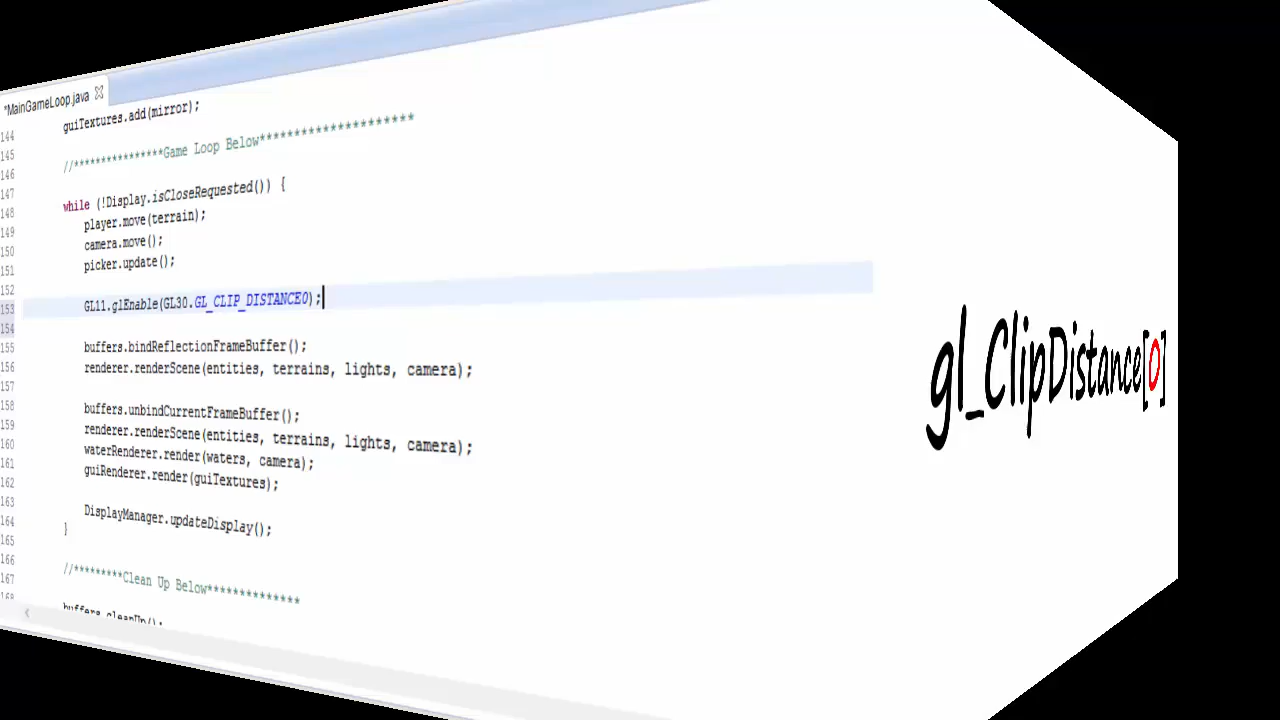 *MainGameLoop.java
144 guiTextures.add(mirror);
145
146 //***************Game Loop Below*********************
147
148 while (!Display.isCloseRequested()) {
149 player.move(terrain);
150 camera.move();
151 picker.update();
152
153 GL11.glEnable(GL30.GL_CLIP_DISTANCE0);
154
155 buffers.bindReflectionFrameBuffer();
156 renderer.renderScene(entities, terrains, lights, camera);
157
158 buffers.unbindCurrentFrameBuffer();
159 renderer.renderScene(entities, terrains, lights, camera);
160 waterRenderer.render(waters, camera);
161 guiRenderer.render(guiTextures);
162
163 DisplayManager.updateDisplay();
164 }
165
166 //*********Clean Up Below**************
167
168 buffers.cleanUp();
gl_ClipDistance[0]